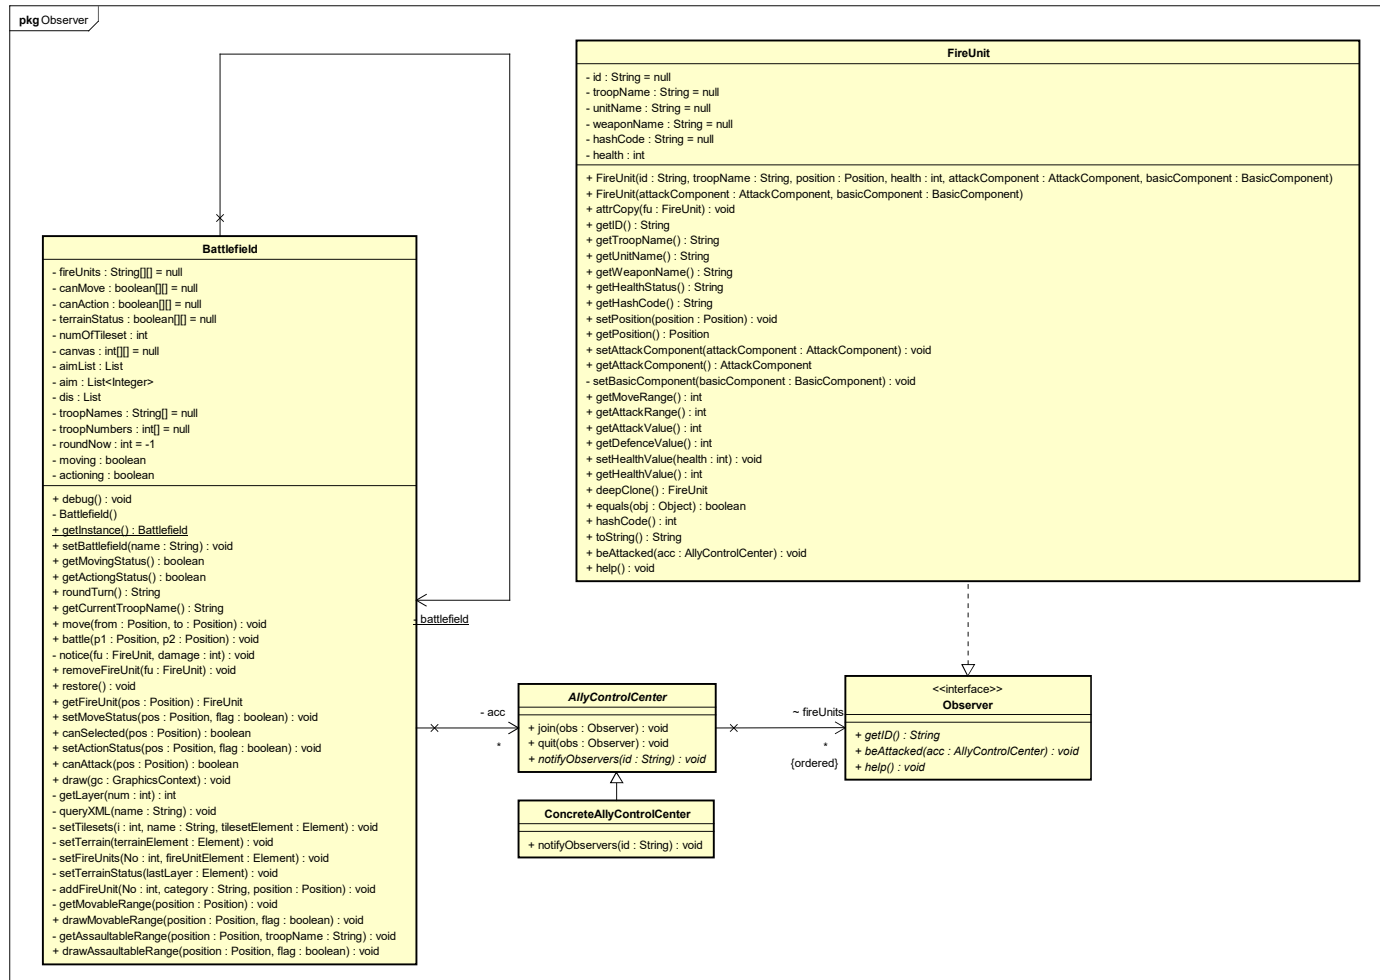 pkg Observer
FireUnit
- id : String = null
- troopName : String = null
- unitName : String = null
- weaponName : String = null
- hashCode : String = null
- health : int
+ FireUnit(id : String, troopName : String, position : Position, health : int, attackComponent : AttackComponent, basicComponent : BasicComponent)
+ FireUnit(attackComponent : AttackComponent, basicComponent : BasicComponent)
+ attrCopy(fu : FireUnit) : void
+ getID() : String
+ getTroopName() : String
+ getUnitName() : String
+ getWeaponName() : String
+ getHealthStatus() : String
+ getHashCode() : String
+ setPosition(position : Position) : void
+ getPosition() : Position
+ setAttackComponent(attackComponent : AttackComponent) : void
+ getAttackComponent() : AttackComponent
- setBasicComponent(basicComponent : BasicComponent) : void
+ getMoveRange() : int
+ getAttackRange() : int
+ getAttackValue() : int
+ getDefenceValue() : int
+ setHealthValue(health : int) : void
+ getHealthValue() : int
+ deepClone() : FireUnit
+ equals(obj : Object) : boolean
+ hashCode() : int
+ toString() : String
+ beAttacked(acc : AllyControlCenter) : void
+ help() : void
Battlefield
- fireUnits : String[][] = null
- canMove : boolean[][] = null
- canAction : boolean[][] = null
- terrainStatus : boolean[][] = null
- numOfTileset : int
- canvas : int[][] = null
- aimList : List
- aim : List<Integer>
- dis : List
- troopNames : String[] = null
- troopNumbers : int[] = null
- roundNow : int = -1
- moving : boolean
- actioning : boolean
+ debug() : void
- Battlefield()
+ getInstance() : Battlefield
+ setBattlefield(name : String) : void
+ getMovingStatus() : boolean
+ getActiongStatus() : boolean
+ roundTurn() : String
+ getCurrentTroopName() : String
+ move(from : Position, to : Position) : void
+ battle(p1 : Position, p2 : Position) : void
- notice(fu : FireUnit, damage : int) : void
+ removeFireUnit(fu : FireUnit) : void
+ restore() : void
+ getFireUnit(pos : Position) : FireUnit
+ setMoveStatus(pos : Position, flag : boolean) : void
+ canSelected(pos : Position) : boolean
+ setActionStatus(pos : Position, flag : boolean) : void
+ canAttack(pos : Position) : boolean
+ draw(gc : GraphicsContext) : void
- getLayer(num : int) : int
- queryXML(name : String) : void
- setTilesets(i : int, name : String, tilesetElement : Element) : void
- setTerrain(terrainElement : Element) : void
- setFireUnits(No : int, fireUnitElement : Element) : void
- setTerrainStatus(lastLayer : Element) : void
- addFireUnit(No : int, category : String, position : Position) : void
- getMovableRange(position : Position) : void
+ drawMovableRange(position : Position, flag : boolean) : void
- getAssaultableRange(position : Position, troopName : String) : void
+ drawAssaultableRange(position : Position, flag : boolean) : void
- battlefield
- acc
*
AllyControlCenter
+ join(obs : Observer) : void
+ quit(obs : Observer) : void
+ notifyObservers(id : String) : void
ConcreteAllyControlCenter
+ notifyObservers(id : String) : void
~ fireUnits
*
{ordered}
<<interface>>
Observer
+ getID() : String
+ beAttacked(acc : AllyControlCenter) : void
+ help() : void